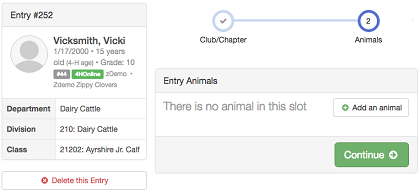 Entry #252
Vicksmith, Vicki
1/17/2000 • 15 years
old (4-H age) • Grade: 10
#44 4HOnline zDemo •
Zdemo Zippy Clovers
Department Dairy Cattle
Division 210: Dairy Cattle
Class 21202: Ayrshire Jr. Calf
Delete this Entry
2
Club/Chapter
Animals
Entry Animals
There is no animal in this slot
Add an animal
Continue